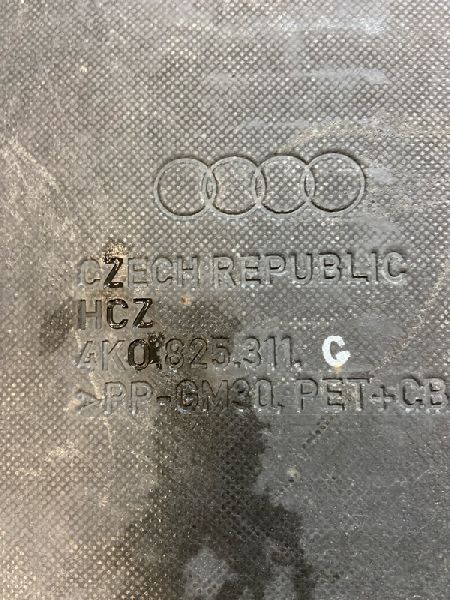 CZECH REPUBLIC
HCZ
4K0.825.311. G
>PP-GM30. PET+CB